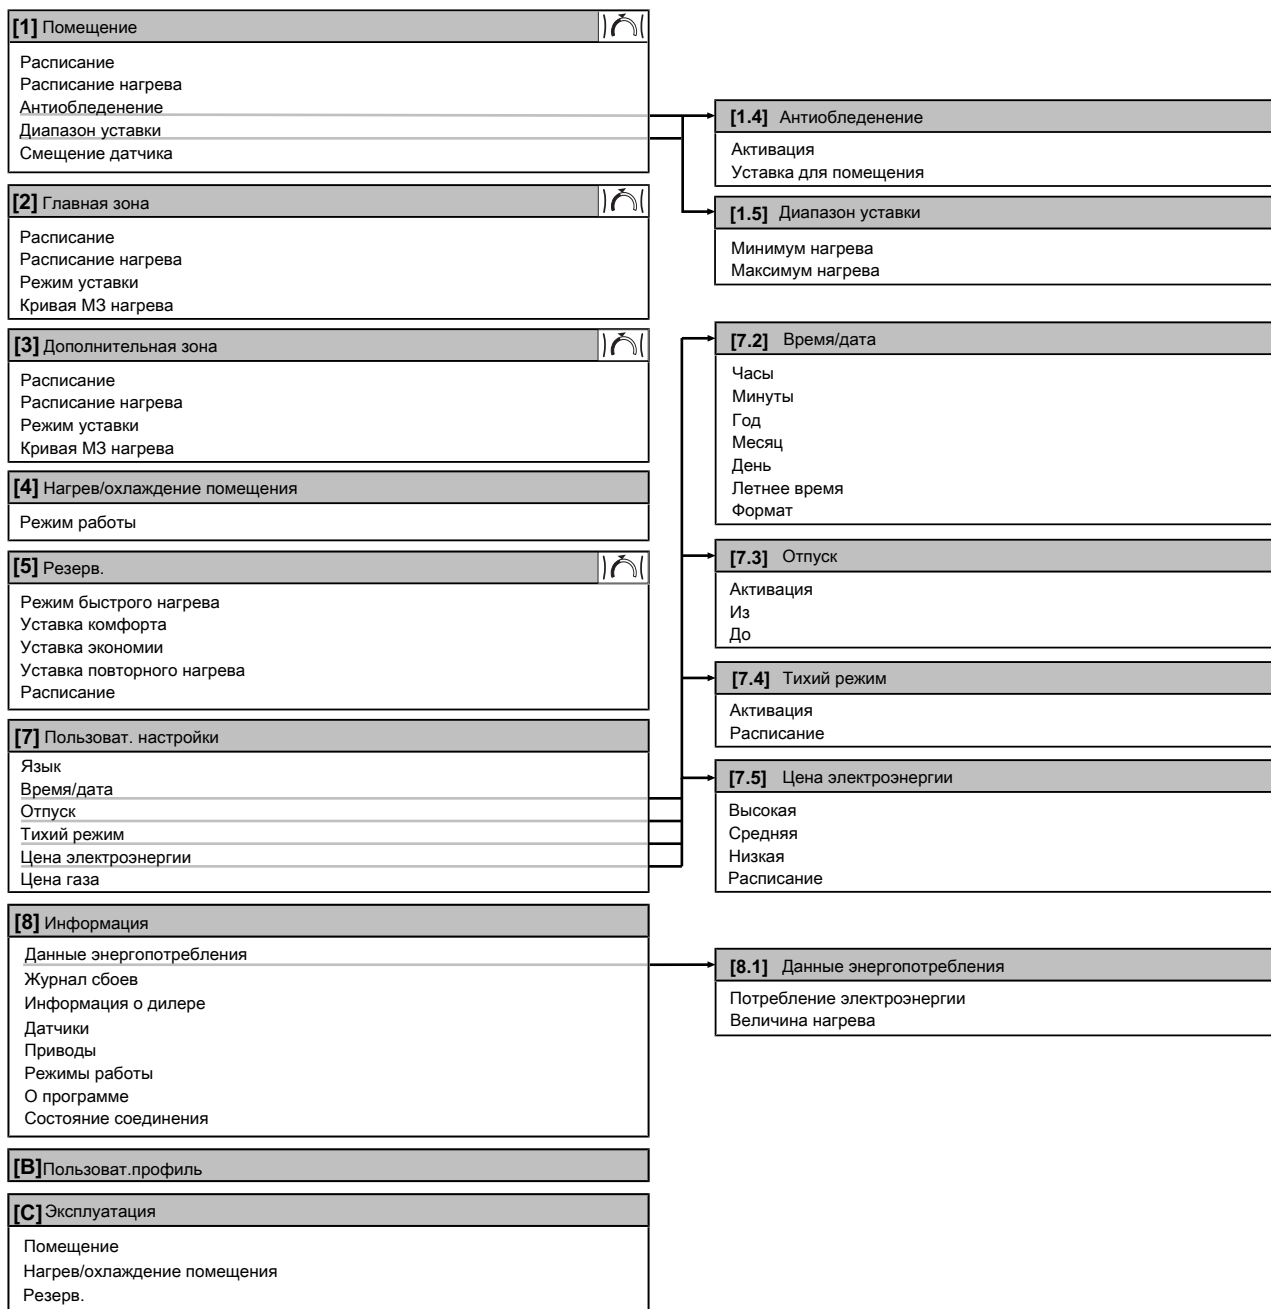 [1] Помещение
Расписание
Расписание нагрева
Антиобледенение
Диапазон уставки
Смещение датчика
[2] Главная зона
Расписание
Расписание нагрева
Режим уставки
Кривая МЗ нагрева
[3] Дополнительная зона
Расписание
Расписание нагрева
Режим уставки
Кривая МЗ нагрева
[4] Нагрев/охлаждение помещения
Режим работы
[5] Резерв.
Режим быстрого нагрева
Уставка комфорта
Уставка экономии
Уставка повторного нагрева
Расписание
[7] Пользоват. настройки
Язык
Время/дата
Отпуск
Тихий режим
Цена электроэнергии
Цена газа
[8] Информация
Данные энергопотребления
Журнал сбоев
Информация о дилере
Датчики
Приводы
Режимы работы
О программе
Состояние соединения
[B]Пользоват.профиль
[C]Эксплуатация
Помещение
Нагрев/охлаждение помещения
Резерв.
[1.4] Антиобледенение
Активация
Уставка для помещения
[1.5] Диапазон уставки
Минимум нагрева
Максимум нагрева
[7.2] Время/дата
Часы
Минуты
Год
Месяц
День
Летнее время
Формат
[7.3] Отпуск
Активация
Из
До
[7.4] Тихий режим
Активация
Расписание
[7.5] Цена электроэнергии
Высокая
Средняя
Низкая
Расписание
[8.1] Данные энергопотребления
Потребление электроэнергии
Величина нагрева